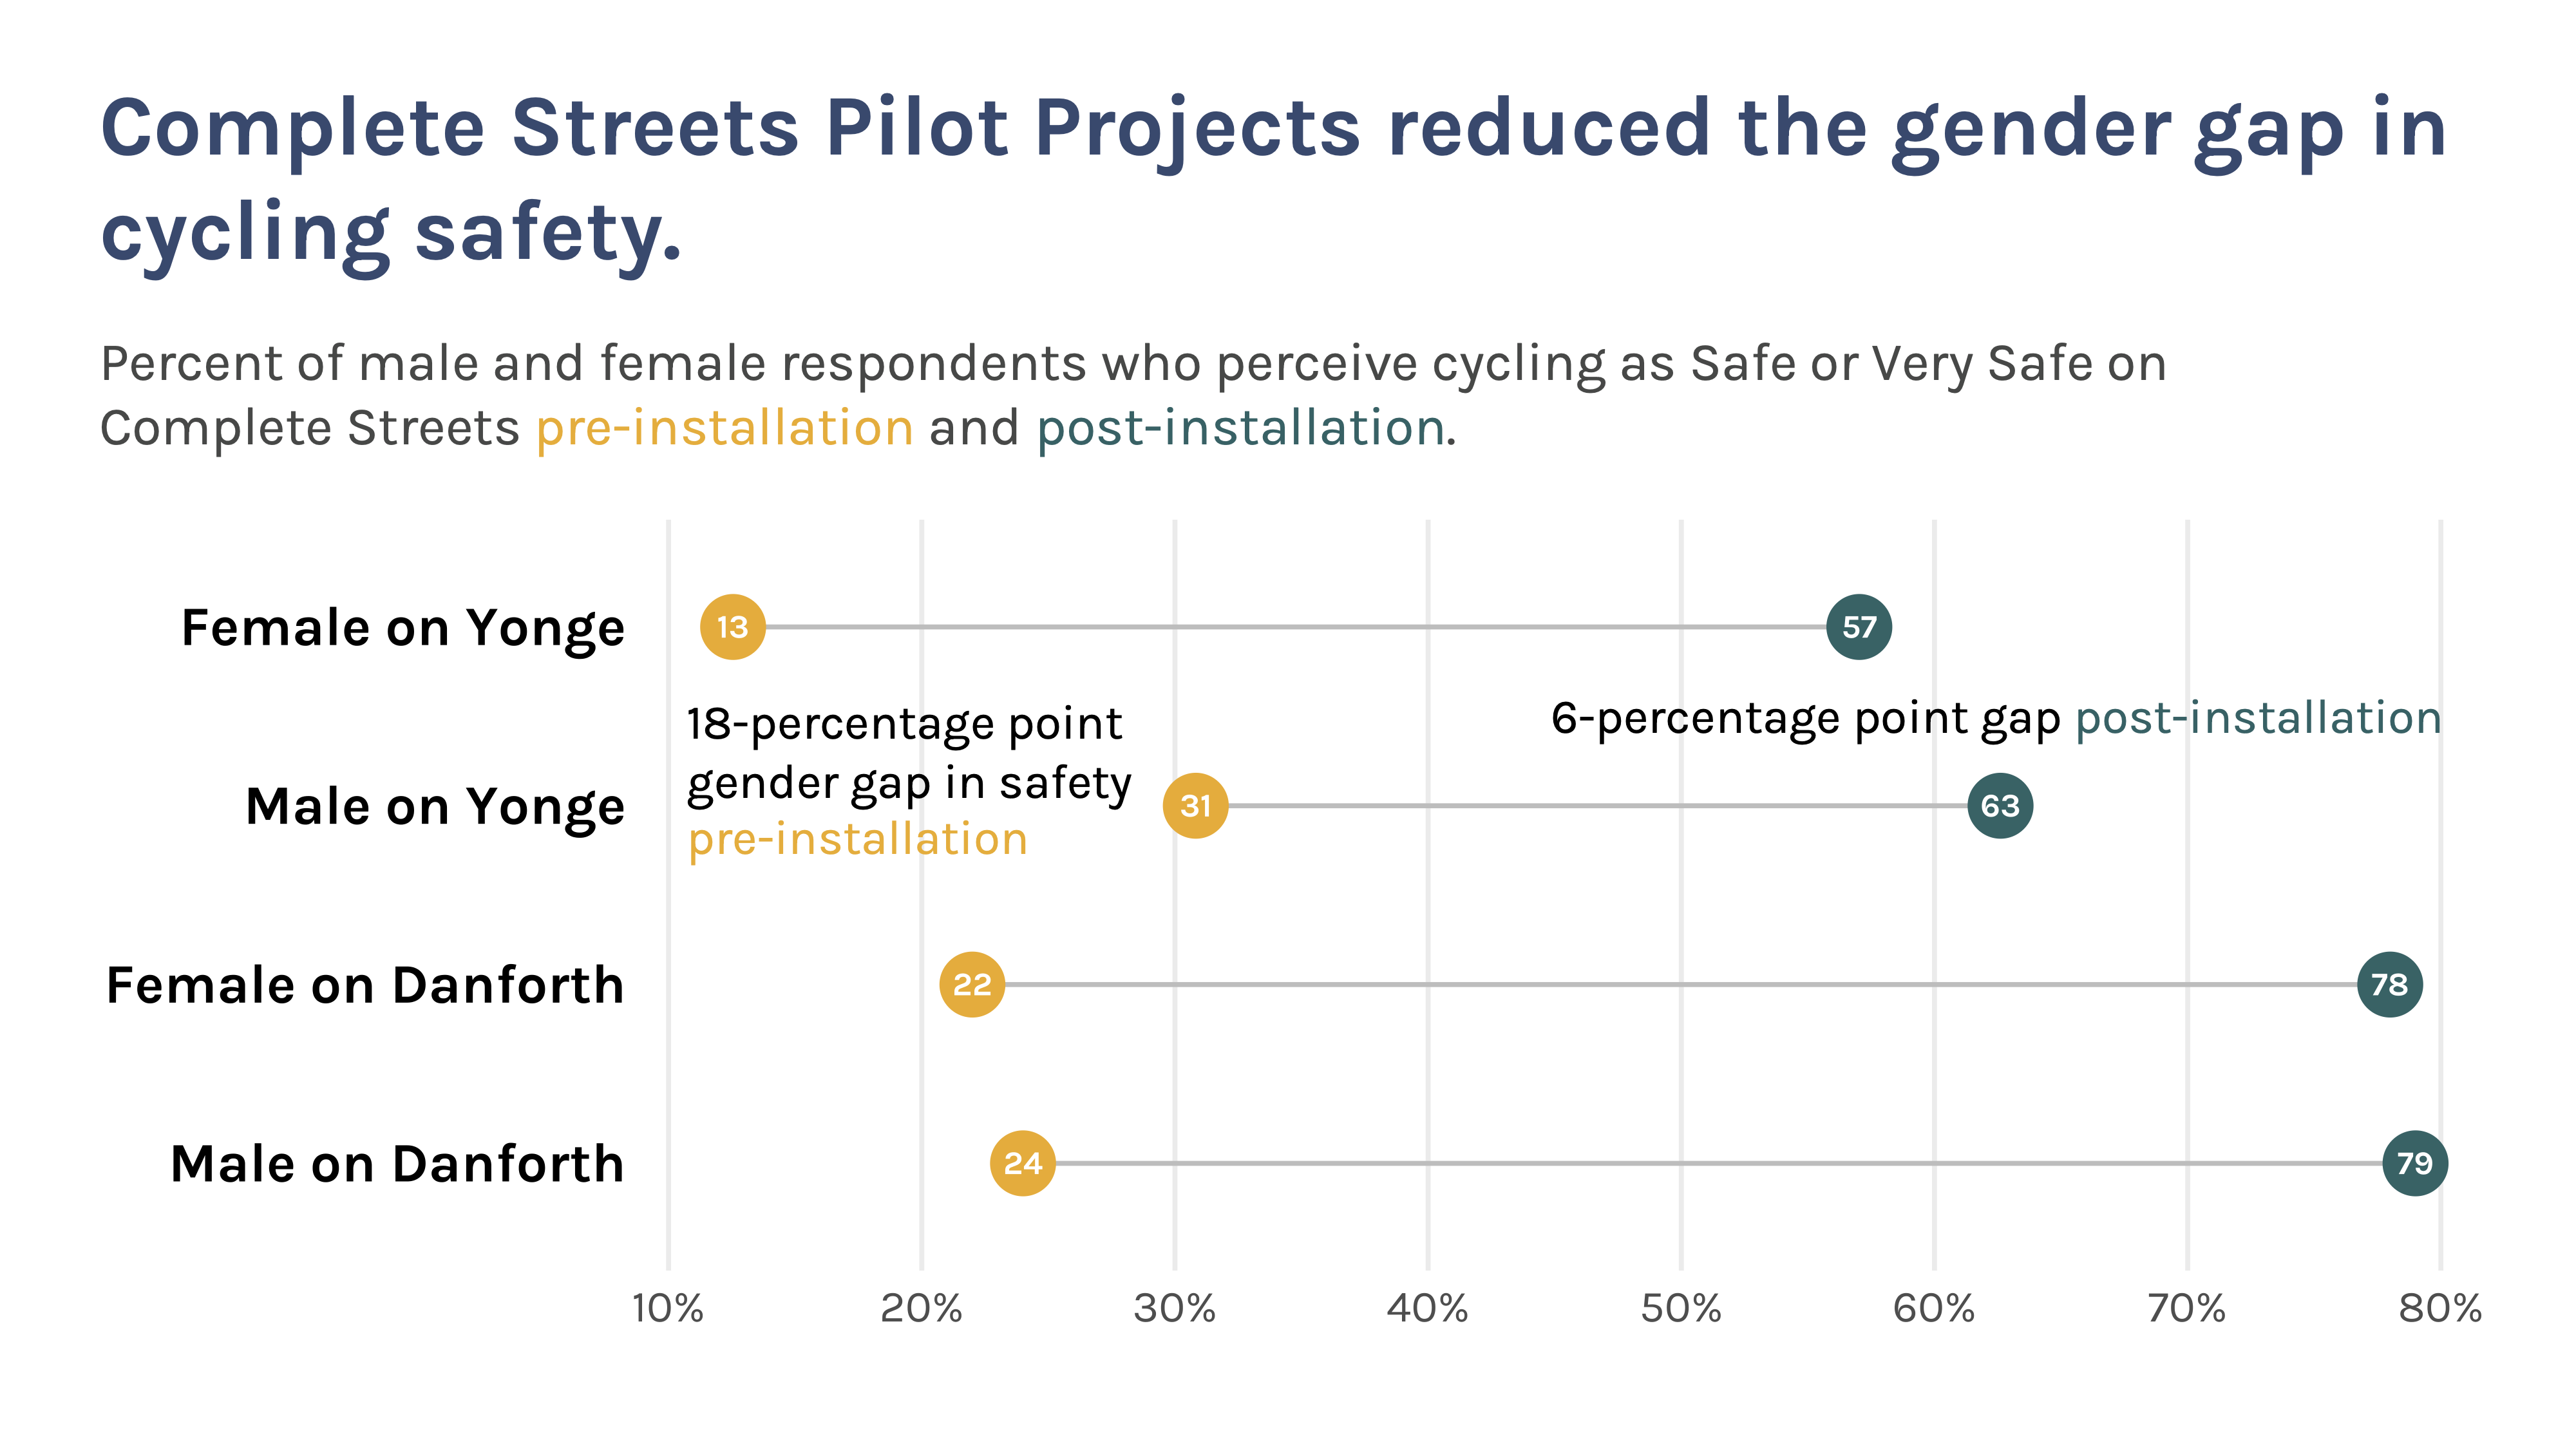 Complete Streets Pilot Projects reduced the gender gap in
cycling safety.
Percent of male and female respondents who perceive cycling as Safe or Very Safe on
Complete Streets pre-installation and post-installation.
Female on Yonge
13
57
18-percentage point
gender gap in safety
pre-installation
6-percentage point gap post-installation
Male on Yonge
31
63
Female on Danforth
22
78
Male on Danforth
24
79
10%
20%
30%
40%
50%
60%
70%
80%